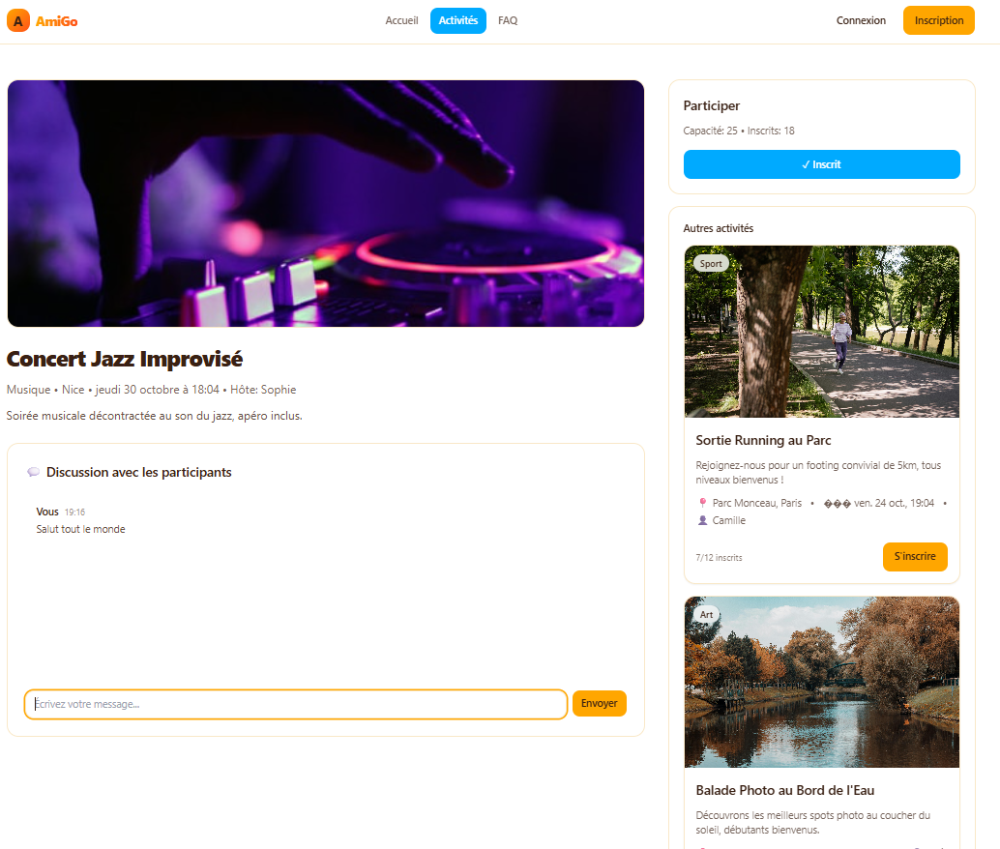 A AmiGo
Accueil Activités FAQ
Connexion Inscription
Concert Jazz Improvisé
Musique • Nice • jeudi 30 octobre à 18:04 • Hôte: Sophie
Soirée musicale décontractée au son du jazz, apéro inclus.
Discussion avec les participants
Vous 19:16
Salut tout le monde
Écrivez votre message...
Envoyer
Participer
Capacité: 25 • Inscrits: 18
✓ Inscrit
Autres activités
Sport
Sortie Running au Parc
Rejoignez-nous pour un footing convivial de 5km, tous
niveaux bienvenus !
Parc Monceau, Paris • ��� ven. 24 oct., 19:04 •
Camille
7/12 inscrits
S'inscrire
Art
Balade Photo au Bord de l'Eau
Découvrons les meilleurs spots photo au coucher du
soleil, débutants bienvenus.